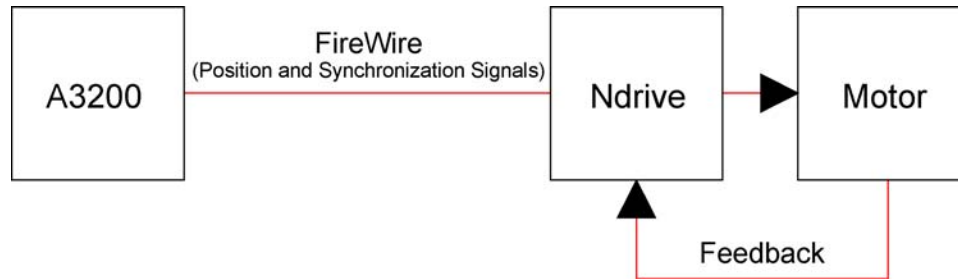 FireWire
(Position and Synchronization Signals)
A3200
Ndrive
Motor
Feedback